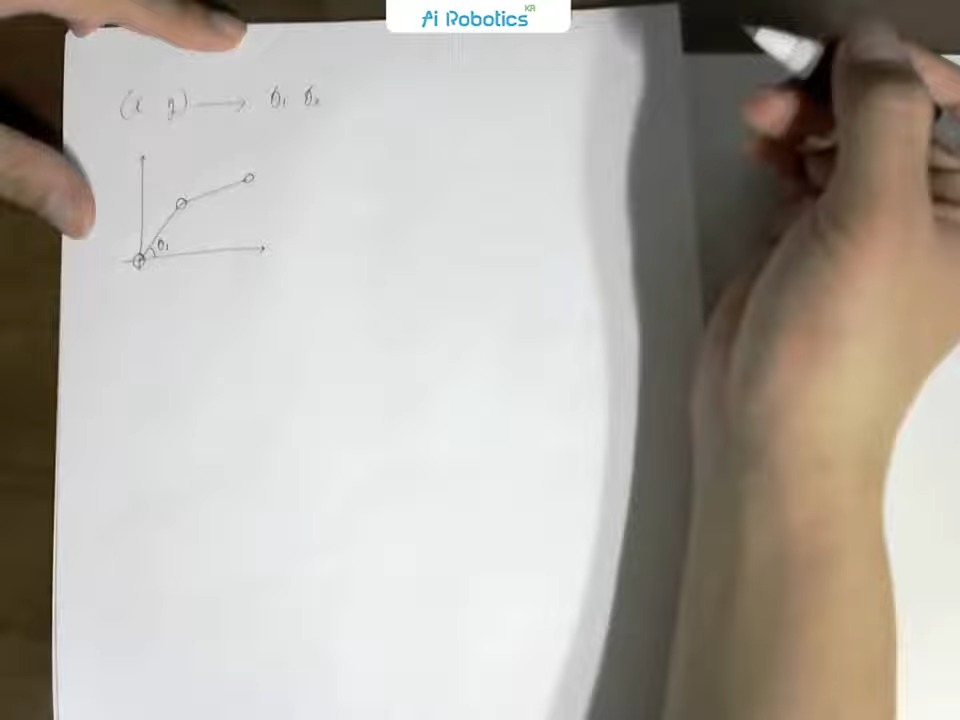 Ai Robotics KR
(x y) → θ₁ θ₂
θ₁